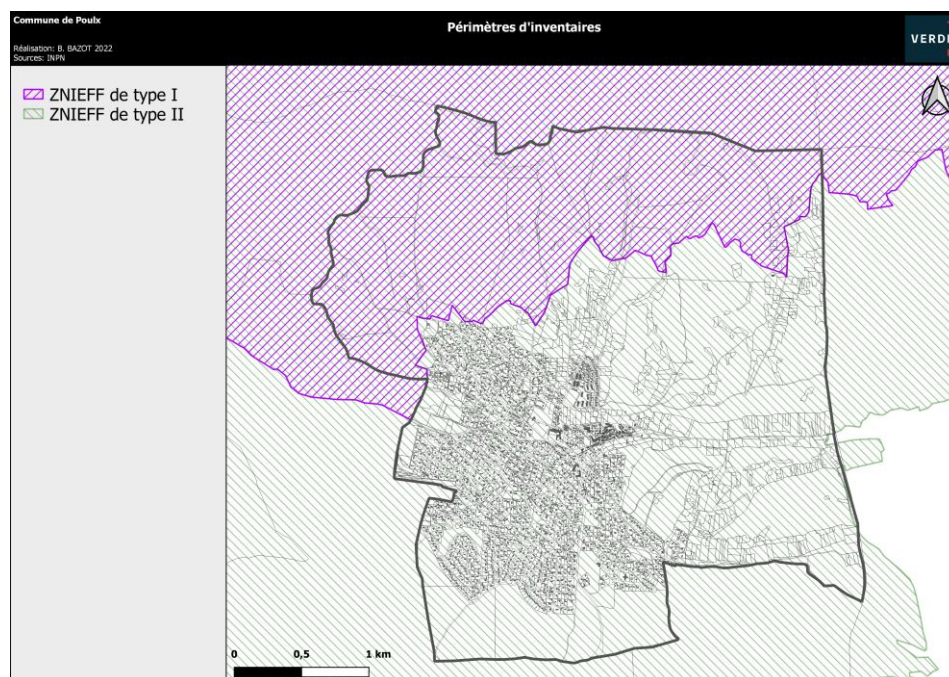 Commune de Poulx
Périmètres d'inventaires
Réalisation: B. BAZOT 2022
Sources: INPN
ZNIEFF de type I
ZNIEFF de type II
0 0,5 1 km